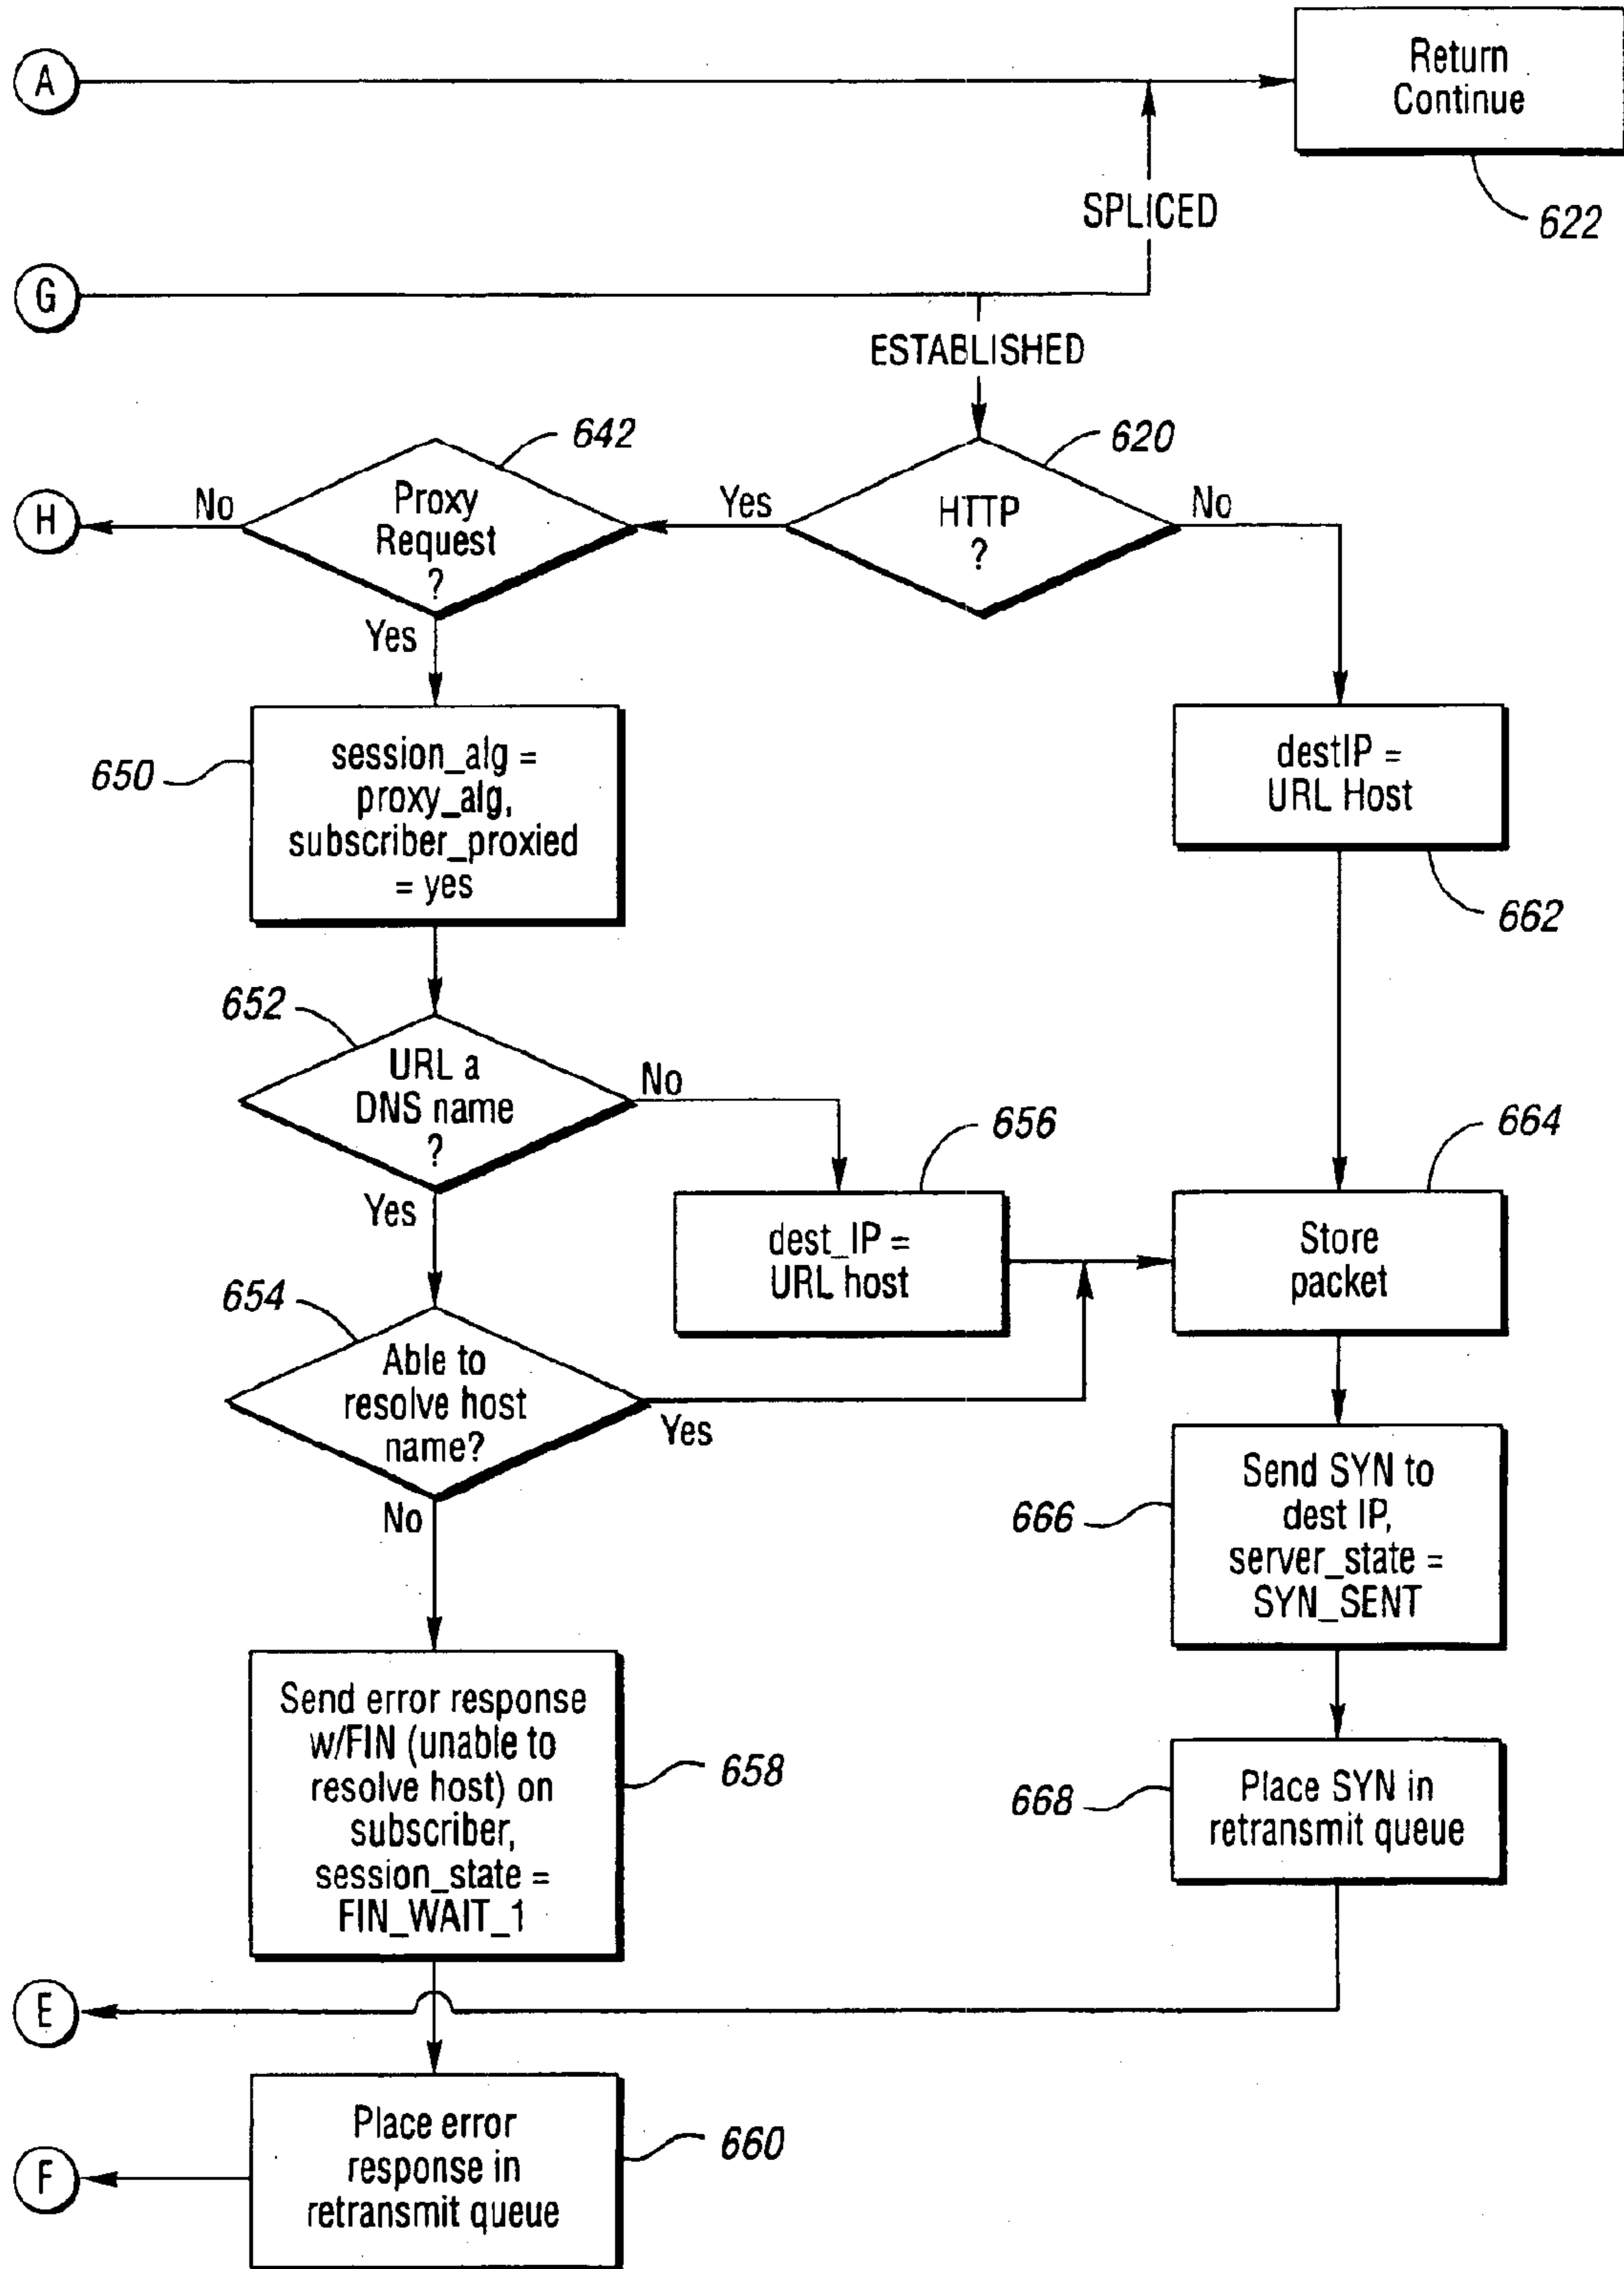 A
Return
Continue
622
SPLICED
G
ESTABLISHED
642
620
H
No
Proxy
Request
?
Yes
HTTP
?
No
Yes
650
session_alg =
proxy_alg,
subscriber_proxied
= yes
destIP =
URL Host
662
652
URL a
DNS name
?
No
Yes
656
dest_IP =
URL host
664
Store
packet
654
Able to
resolve host
name?
Yes
No
666
Send SYN to
dest IP,
server_state =
SYN_SENT
Send error response
w/FIN (unable to
resolve host) on
subscriber,
session_state =
FIN_WAIT_1
658
668
Place SYN in
retransmit queue
E
Place error
response in
retransmit queue
660
F